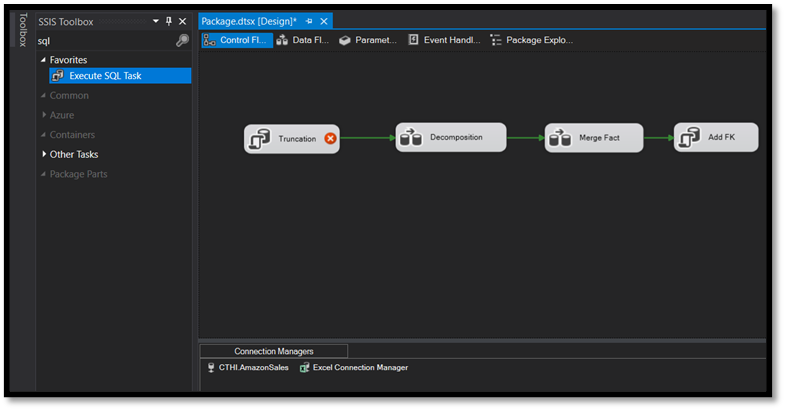 Toolbox
SSIS Toolbox
sql
Favorites
Execute SQL Task
Common
Azure
Containers
Other Tasks
Package Parts
Package.dtsx [Design]*
Control Fl... Data Fl... Paramet... Event Handl... Package Explo...
Truncation Decomposition Merge Fact Add FK
Connection Managers
CTHI.AmazonSales Excel Connection Manager